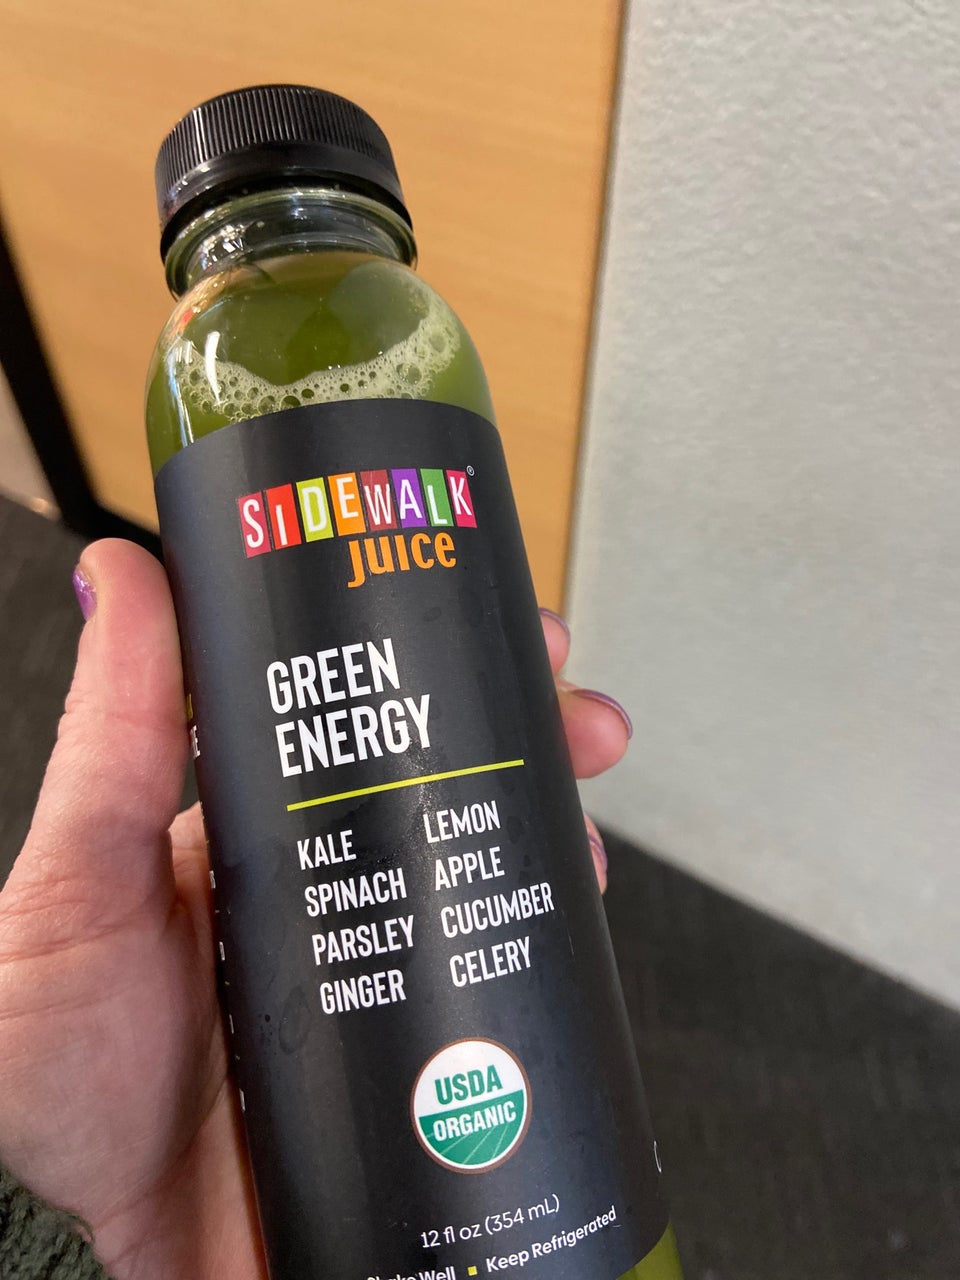 SIDEWALK®
juice
GREEN
ENERGY
KALE
SPINACH
PARSLEY
GINGER
LEMON
APPLE
CUCUMBER
CELERY
USDA
ORGANIC
12 fl oz (354 mL)
Well ▪ Keep Refrigerated